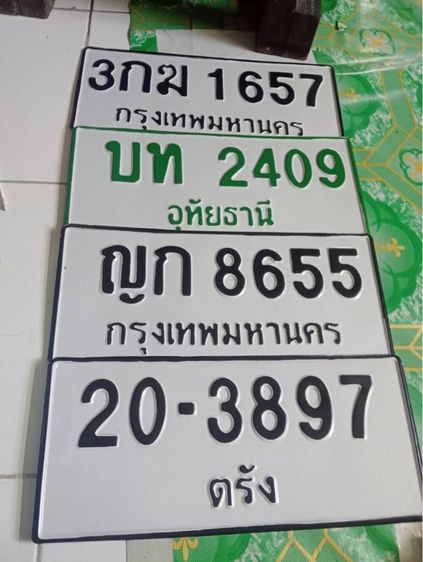 3กฆ 1657
กรุงเทพมหานคร
บท 2409
อุทัยธานี
ญก 8655
กรุงเทพมหานคร
20-3897
ตรัง